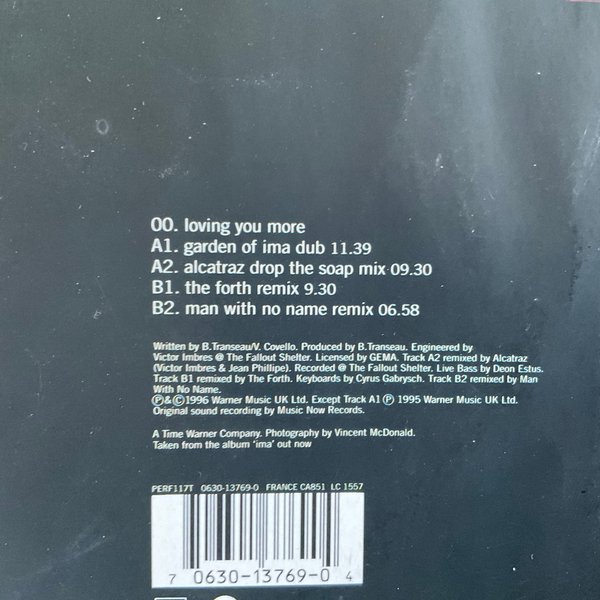 00. loving you more
A1. garden of ima dub 11.39
A2. alcatraz drop the soap mix 09.30
B1. the forth remix 9.30
B2. man with no name remix 06.58
Written by B.Transeau/V. Covello. Produced by B.Transeau. Engineered by
Victor Imbres @ The Fallout Shelter. Licensed by GEMA. Track A2 remixed by Alcatraz
(Victor Imbres & Jean Phillipe). Recorded @ The Fallout Shelter. Live Bass by Deon Estus.
Track B1 remixed by The Forth. Keyboards by Cyrus Gabrysch. Track B2 remixed by Man
With No Name.
℗&©1996 Warner Music UK Ltd. Except Track A1 ℗ 1995 Warner Music UK Ltd.
Original sound recording by Music Now Records.
A Time Warner Company. Photography by Vincent McDonald.
Taken from the album 'ima' out now
PERF117T 0630-13769-0 FRANCE CA851 LC 1557
7 0630-13769-0 4